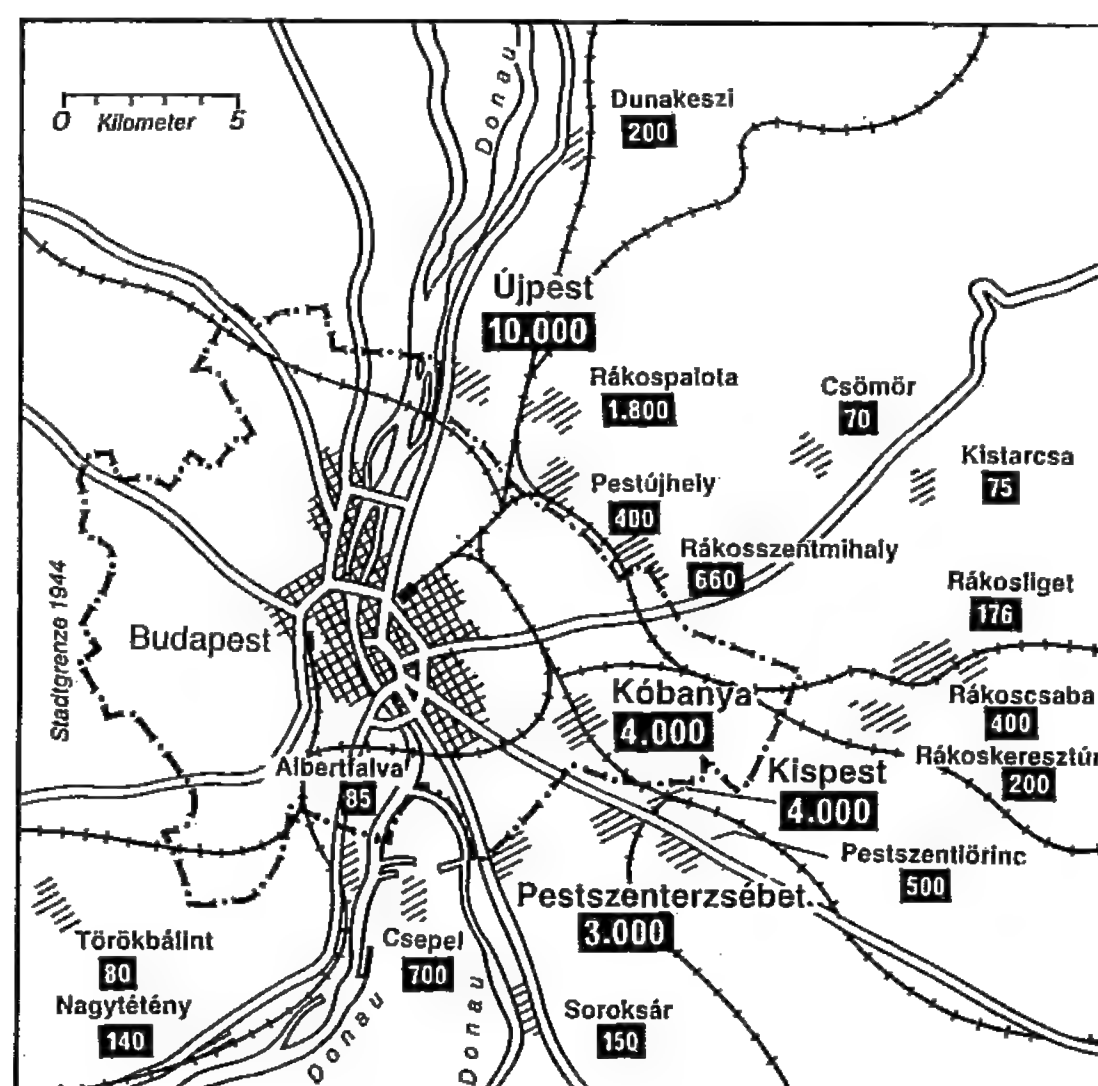 Donau
Dunakeszi
200
0 Kilometer 5
Újpest
10.000
Rákospalota
1.800
Csömör
70
Kistarcsa
75
Pestújhely
400
Rákosszentmihaly
660
Rákosliget
176
Stadtgrenze 1944
Budapest
Kóbanya
4.000
Rákoscsaba
400
Albertfalva
85
Kispest
4.000
Rákoskeresztúr
200
Pestszentlörinc
500
Pestszenterzsébet
3.000
Törökbálint
80
Csepel
700
Nagytétény
140
Donau
Donau
Soroksár
150